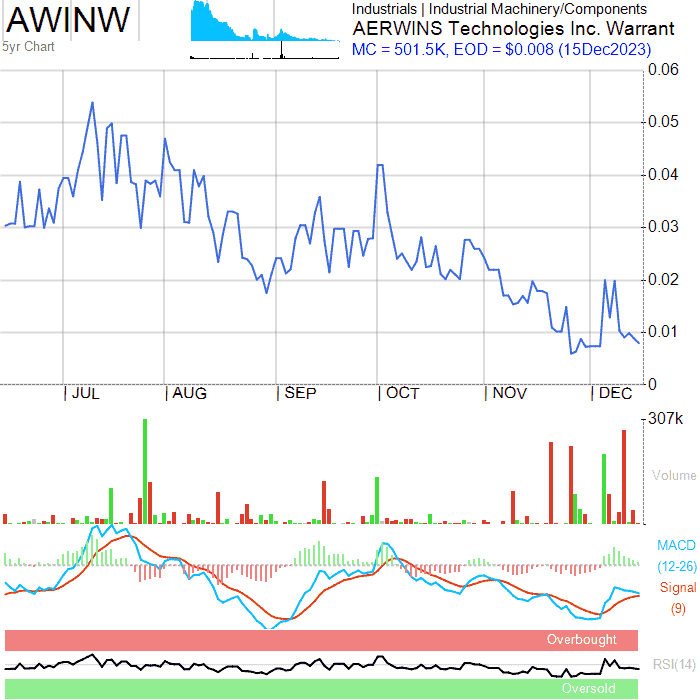 AWINW
5yr Chart
Industrials | Industrial Machinery/Components
AERWINS Technologies Inc. Warrant
MC = 501.5K, EOD = $0.008 (15Dec2023)
0.06
0.05
0.04
0.03
0.02
0.01
0
JUL AUG SEP OCT NOV DEC
307k
Volume
MACD
(12-26)
Signal
(9)
Overbought
RSI(14)
Oversold